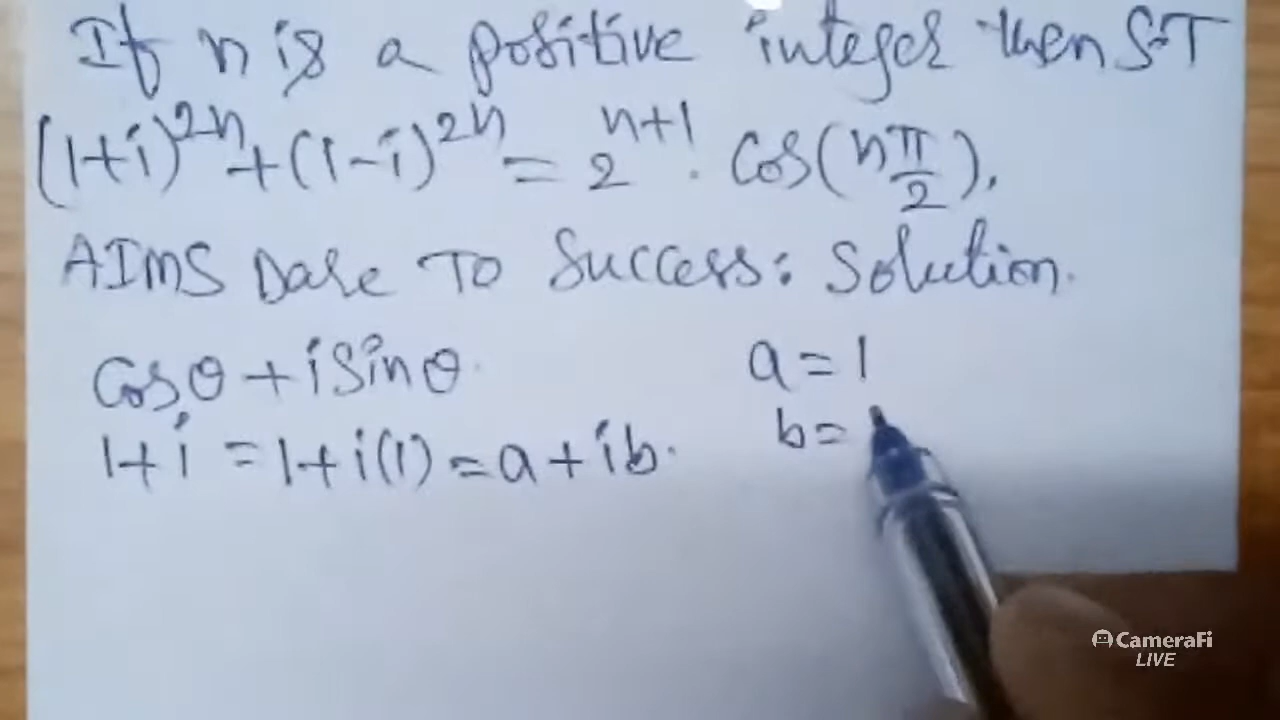 If n is a positive integer then S.T
(1+i)^2n + (1-i)^2n = 2^n+1 . Cos(nπ/2).
AIMS Dare To Success: Solution.
Cosθ + iSinθ.
a = 1
1+i = 1+i(1) = a+ib.
b =
CameraFi
LIVE